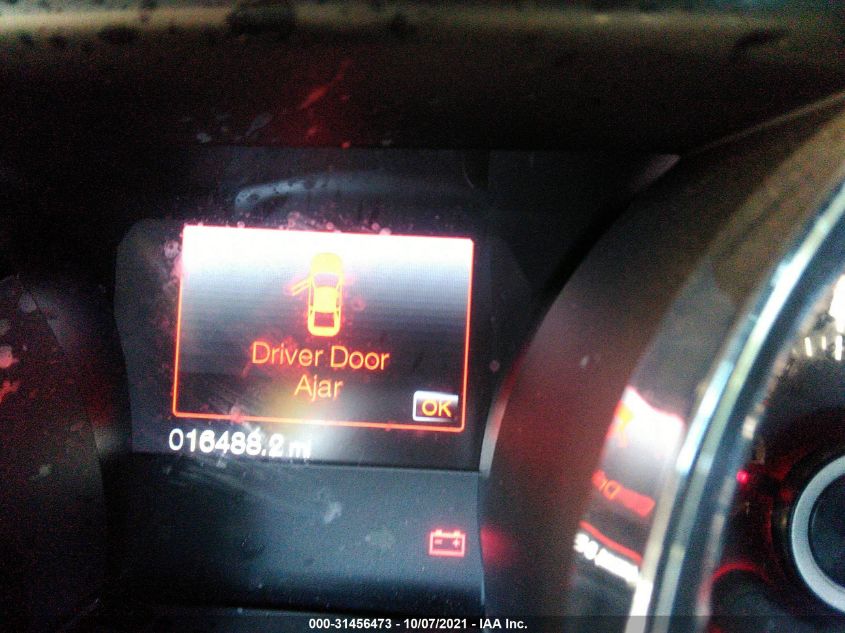 Driver Door
Ajar
OK
016488.2 mi
000-31456473 - 10/07/2021 - IAA Inc.